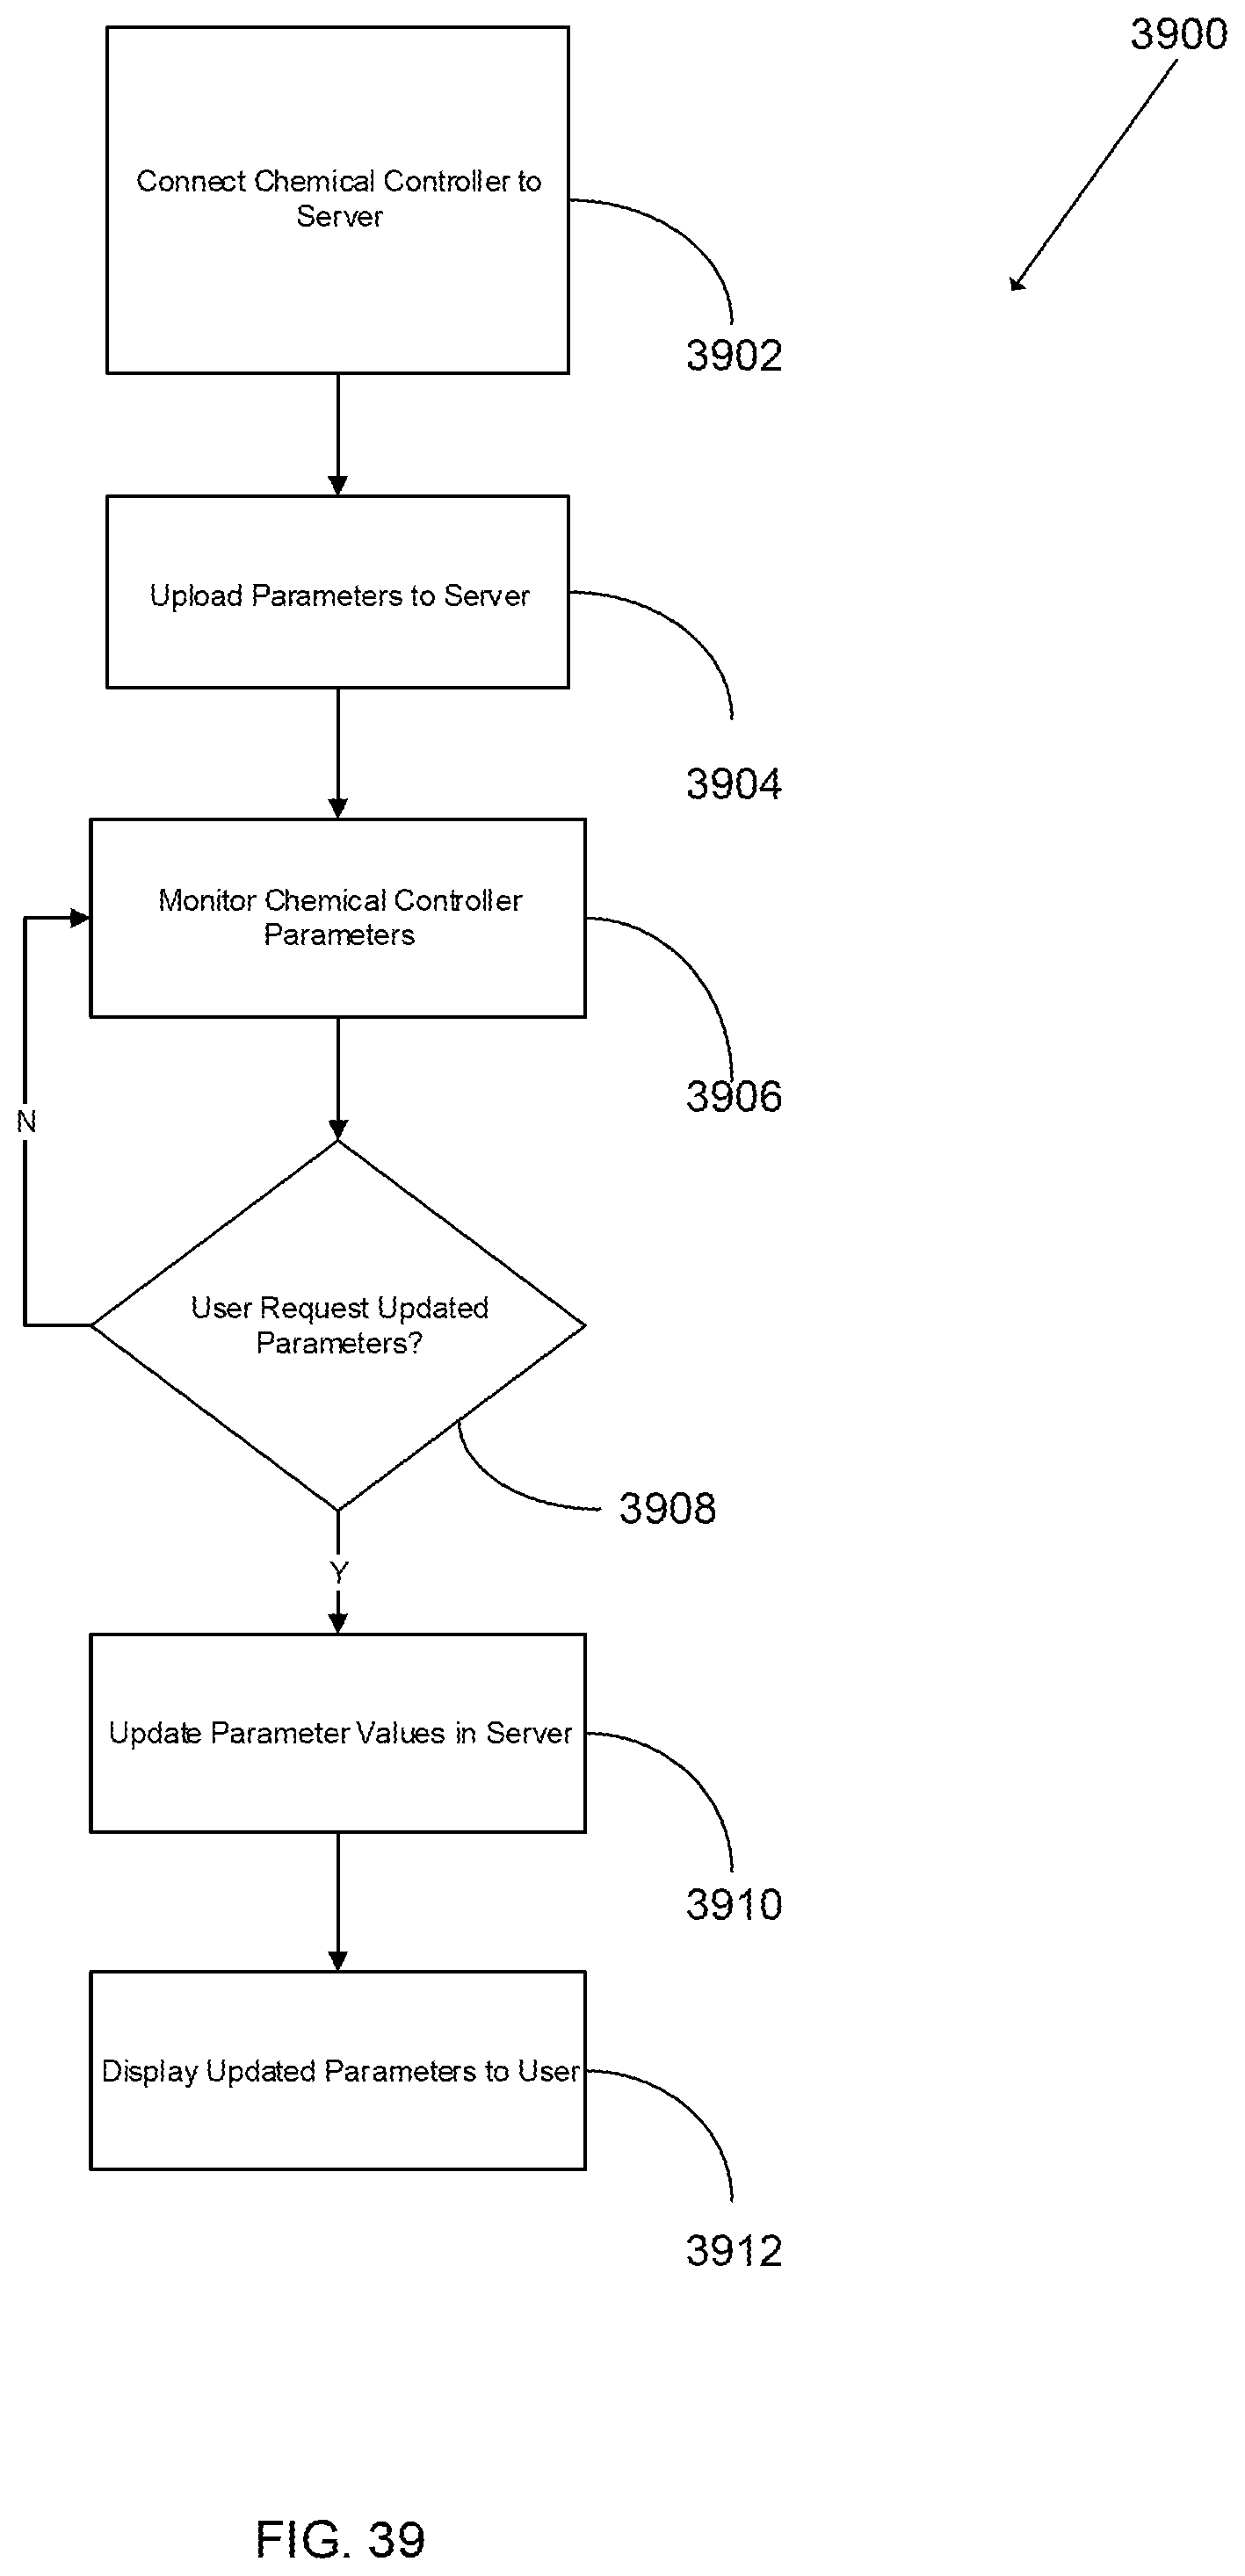 3900
Connect Chemical Controller to
Server
3902
Upload Parameters to Server
3904
Monitor Chemical Controller
Parameters
3906
N
User Request Updated
Parameters?
3908
Y
Update Parameter Values in Server
3910
Display Updated Parameters to User
3912
FIG. 39